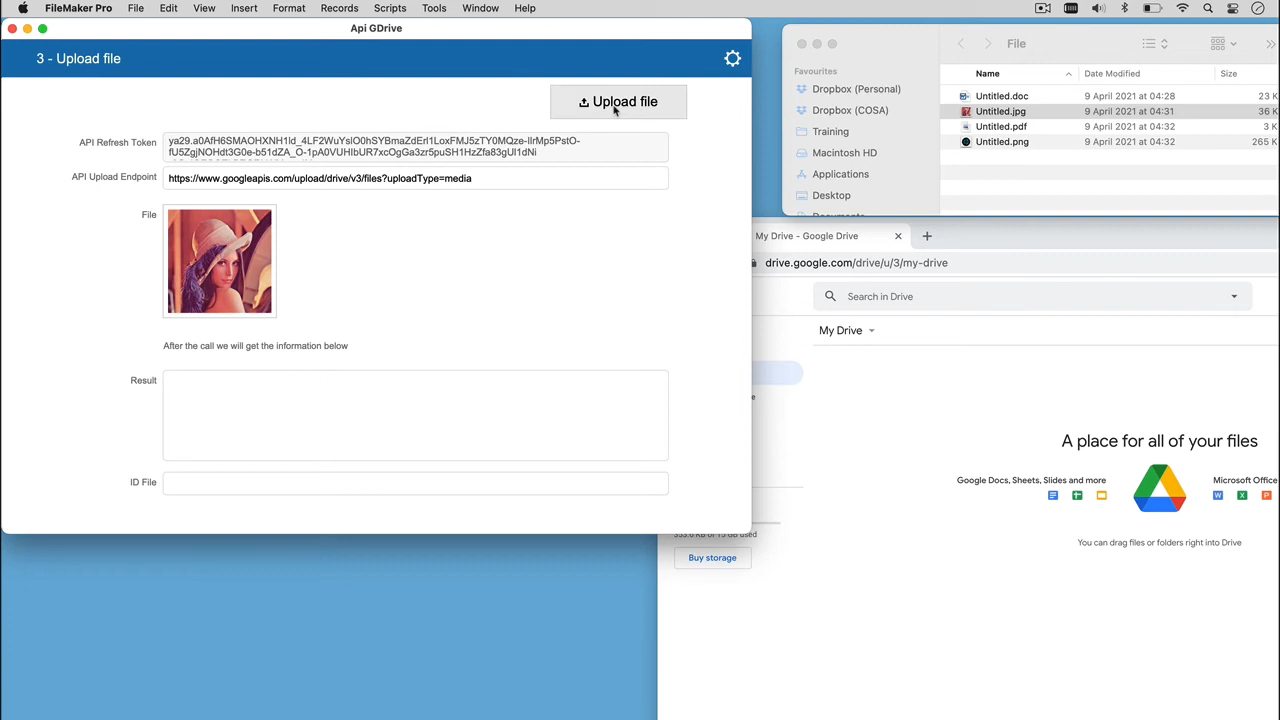 FileMaker Pro File Edit View Insert Format Records Scripts Tools Window Help
Api GDrive
3 - Upload file
Upload file
API Refresh Token
ya29.a0AfH6SMAOHXNH1ld_4LF2WuYslO0hSYBmaZdErl1LoxFMJ5zTY0MQze-lIrMp5PstO-
fU5ZgjNOHdt3G0e-b51dZA_O-1pA0VUHIbUR7xcOgGa3zr5puSH1HzZfa83gUl1dNi
API Upload Endpoint
https://www.googleapis.com/upload/drive/v3/files?uploadType=media
File
After the call we will get the information below
Result
ID File
File
Favourites
Dropbox (Personal)
Dropbox (COSA)
Training
Macintosh HD
Applications
Desktop
Name Date Modified Size
Untitled.doc 9 April 2021 at 04:28 23 K
Untitled.jpg 9 April 2021 at 04:31 36 K
Untitled.pdf 9 April 2021 at 04:33
Untitled.png 9 April 2021 at 04:32 265 K
My Drive - Google Drive
drive.google.com/drive/u/3/my-drive
Search in Drive
My Drive
A place for all of your files
Google Docs, Sheets, Slides and more
Microsoft Office
You can drag files or folders right into Drive
of 15 GB used
Buy storage